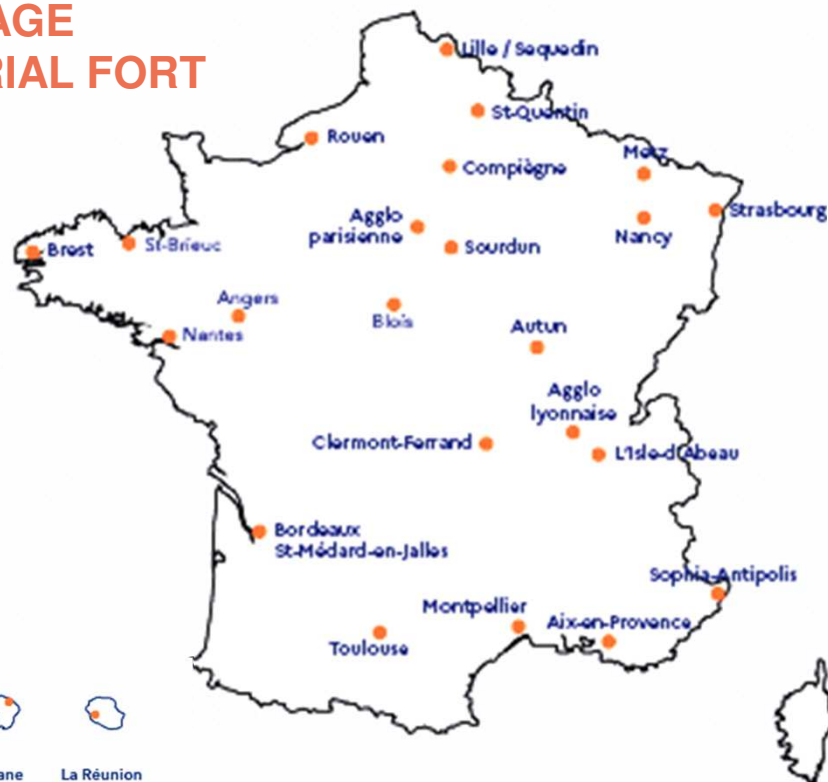 AGE
RIAL FORT
Lille / Sequedin
St-Quentin
Rouen
Metz
Compiègne
Strasbourg
Agglo
parisienne
Nancy
Sourdun
St-Brieuc
Brest
Angers
Blois
Nantes
Autun
Agglo
lyonnaise
Clermont-Ferrand
L'Isle-d'Abeau
Bordeaux
St-Médard-en-Jalles
Sophia-Antipolis
Montpellier
Aix-en-Provence
Toulouse
ane
La Réunion